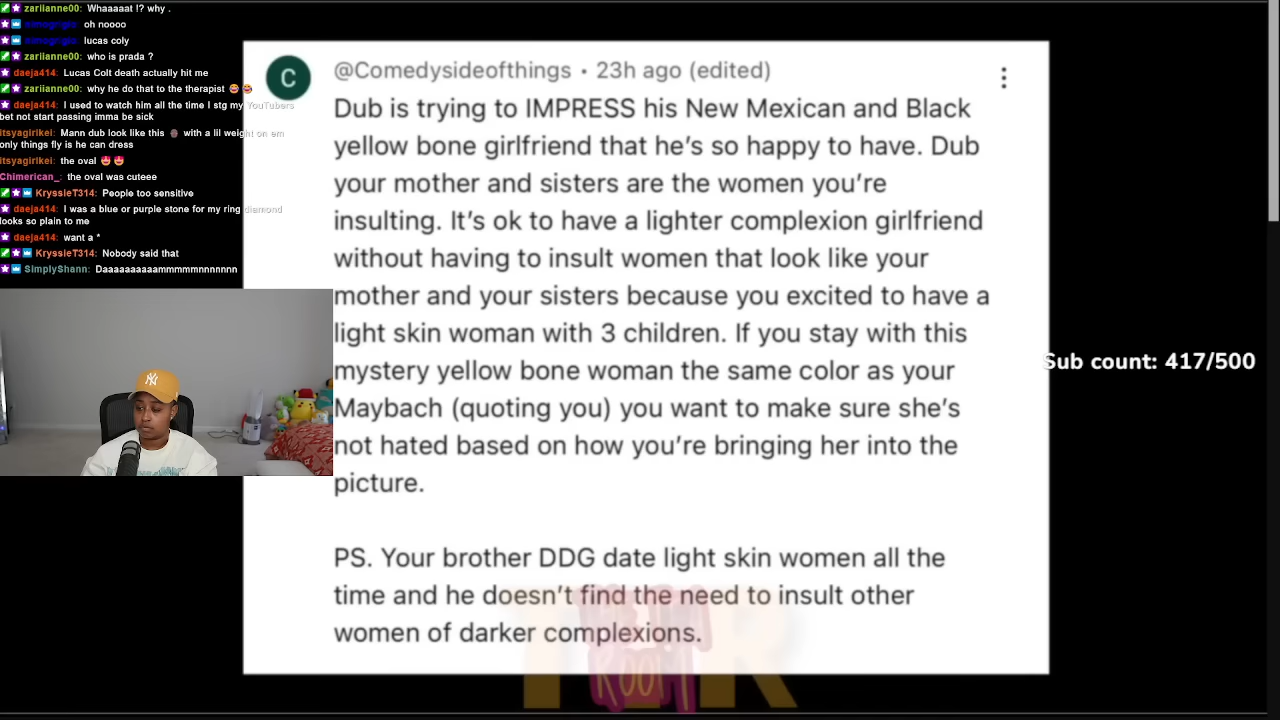 zariianne00: Whaaaaat !? why .
oh noooo
lucas coly
zariianne00: who is prada ?
daeja414: Lucas Colt death actually hit me
zariianne00: why he do that to the therapist
daeja414: I used to watch him all the time I stg my YouTubers
bet not start passing imma be sick
itsyagirikei: Mann dub look like this with a lil weight on em
only things fly is he can dress
itsyagirikei: the oval
Chimerican_: the oval was cuteee
KryssieT314: People too sensitive
daeja414: I was a blue or purple stone for my ring diamond
looks so plain to me
daeja414: want a *
KryssieT314: Nobody said that
SimplyShann: Daaaaaaaaammmmmnnnnnnn
C
@Comedysideofthings • 23h ago (edited)
Dub is trying to IMPRESS his New Mexican and Black
yellow bone girlfriend that he's so happy to have. Dub
your mother and sisters are the women you're
insulting. It's ok to have a lighter complexion girlfriend
without having to insult women that look like your
mother and your sisters because you excited to have a
light skin woman with 3 children. If you stay with this
mystery yellow bone woman the same color as your
Maybach (quoting you) you want to make sure she's
not hated based on how you're bringing her into the
picture.
PS. Your brother DDG date light skin women all the
time and he doesn't find the need to insult other
women of darker complexions.
Sub count: 417/500